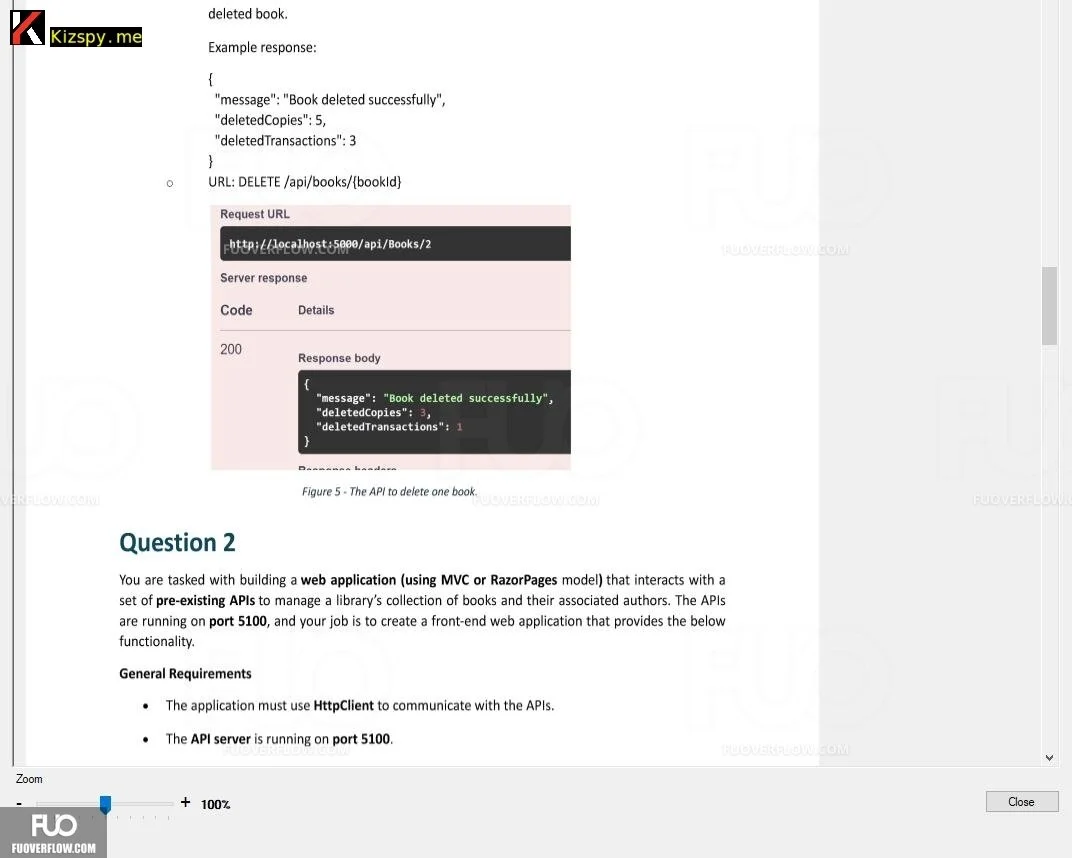 Kizspy.me
deleted book.
Example response:
{
"message": "Book deleted successfully",
"deletedCopies": 5,
"deletedTransactions": 3
}
○ URL: DELETE /api/books/{bookId}
Request URL
http://localhost:5000/api/Books/2
FUOVERFLOW.COM
FUOVERFLOW.COM
Server response
Code Details
200
Response body
{
"message": "Book deleted successfully",
"deletedCopies": 3,
"deletedTransactions": 1
}
Response headers
Figure 5 - The API to delete one book.
VERFLOW.COM
FUOVERFLOW.COM
FUOVERFLOW.C
Question 2
You are tasked with building a web application (using MVC or RazorPages model) that interacts with a
set of pre-existing APIs to manage a library's collection of books and their associated authors. The APIs
are running on port 5100, and your job is to create a front-end web application that provides the below
functionality.
General Requirements
• The application must use HttpClient to communicate with the APIs.
• The API server is running on port 5100.
FUOVERFLOW.COM
FUOVERFLOW.COM
Zoom
- + 100%
Close
FUO
FUOVERFLOW.COM